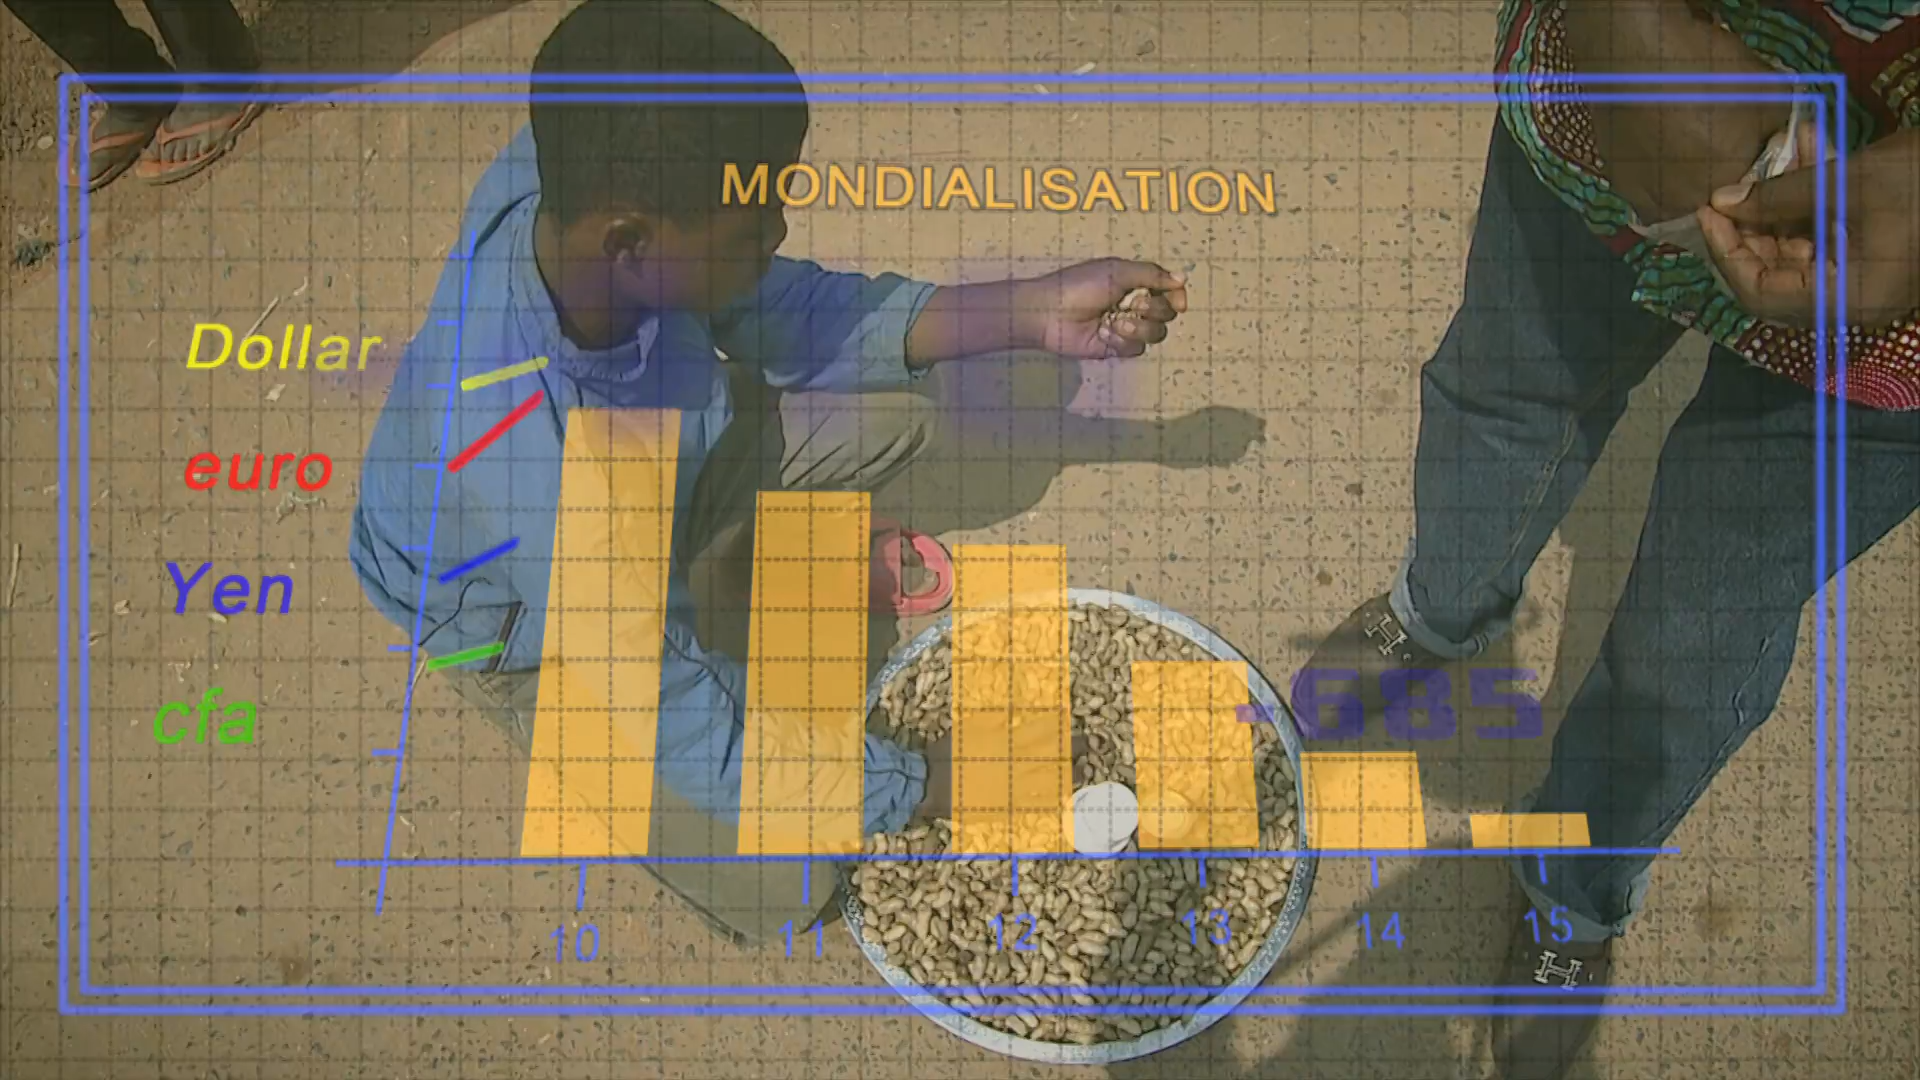 MONDIALISATION
Dollar
euro
Yen
cfa
-685
10 11 12 13 14 15
H
H